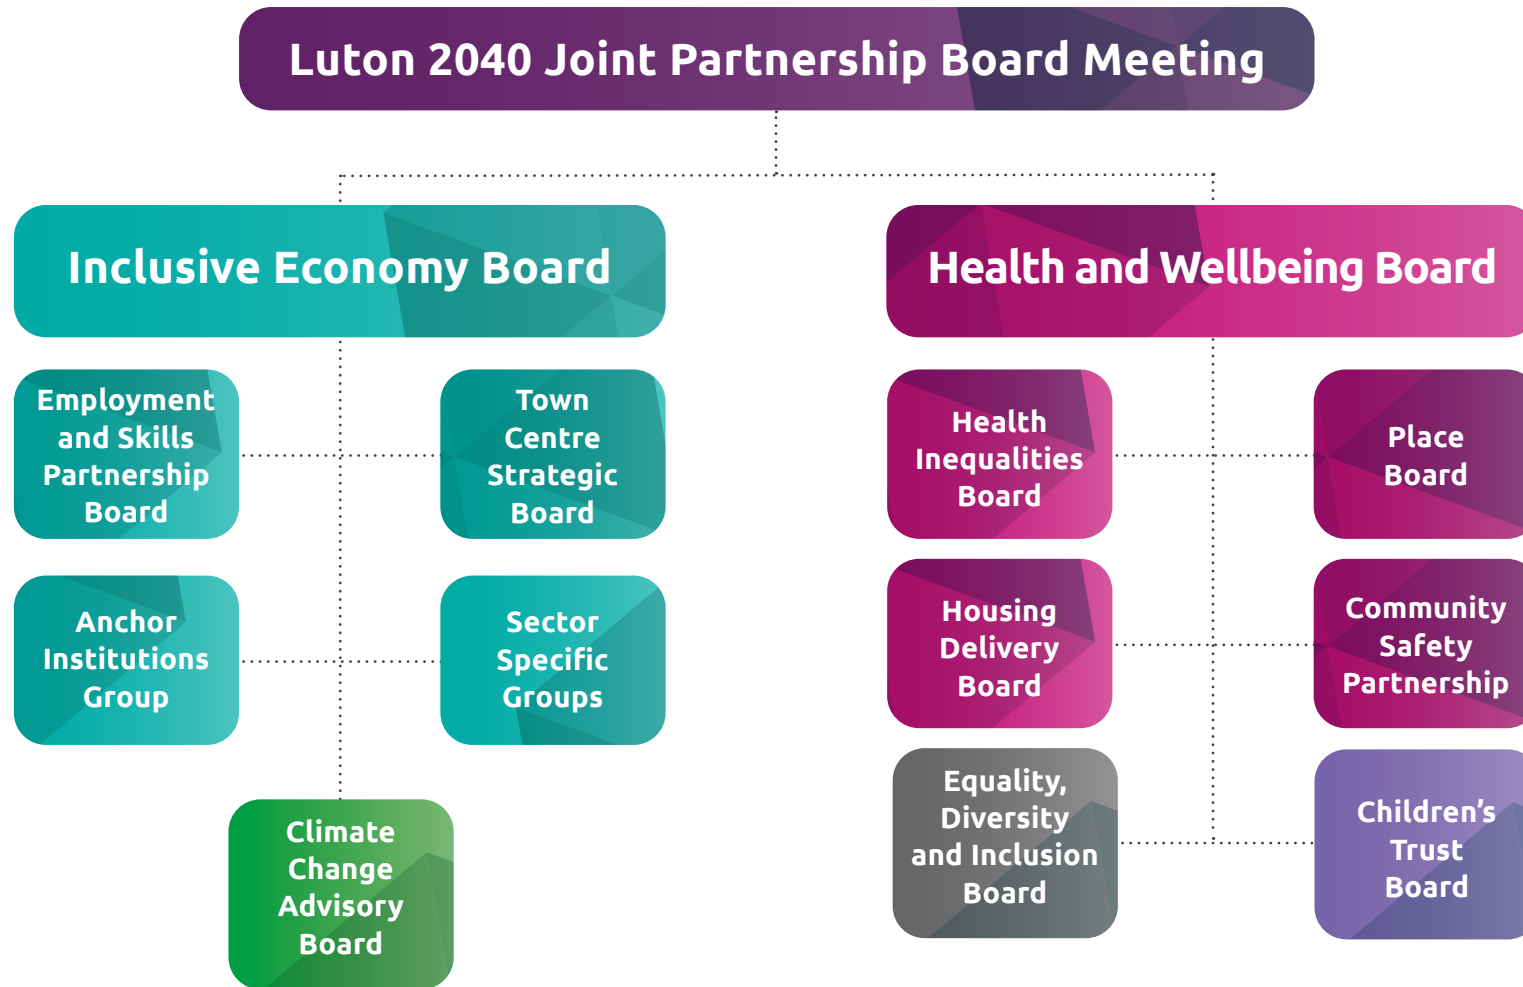 Luton 2040 Joint Partnership Board Meeting
Inclusive Economy Board
Health and Wellbeing Board
Employment
and Skills
Partnership
Board
Town
Centre
Strategic
Board
Health
Inequalities
Board
Place
Board
Anchor
Institutions
Group
Sector
Specific
Groups
Housing
Delivery
Board
Community
Safety
Partnership
Climate
Change
Advisory
Board
Equality,
Diversity
and Inclusion
Board
Children’s
Trust
Board